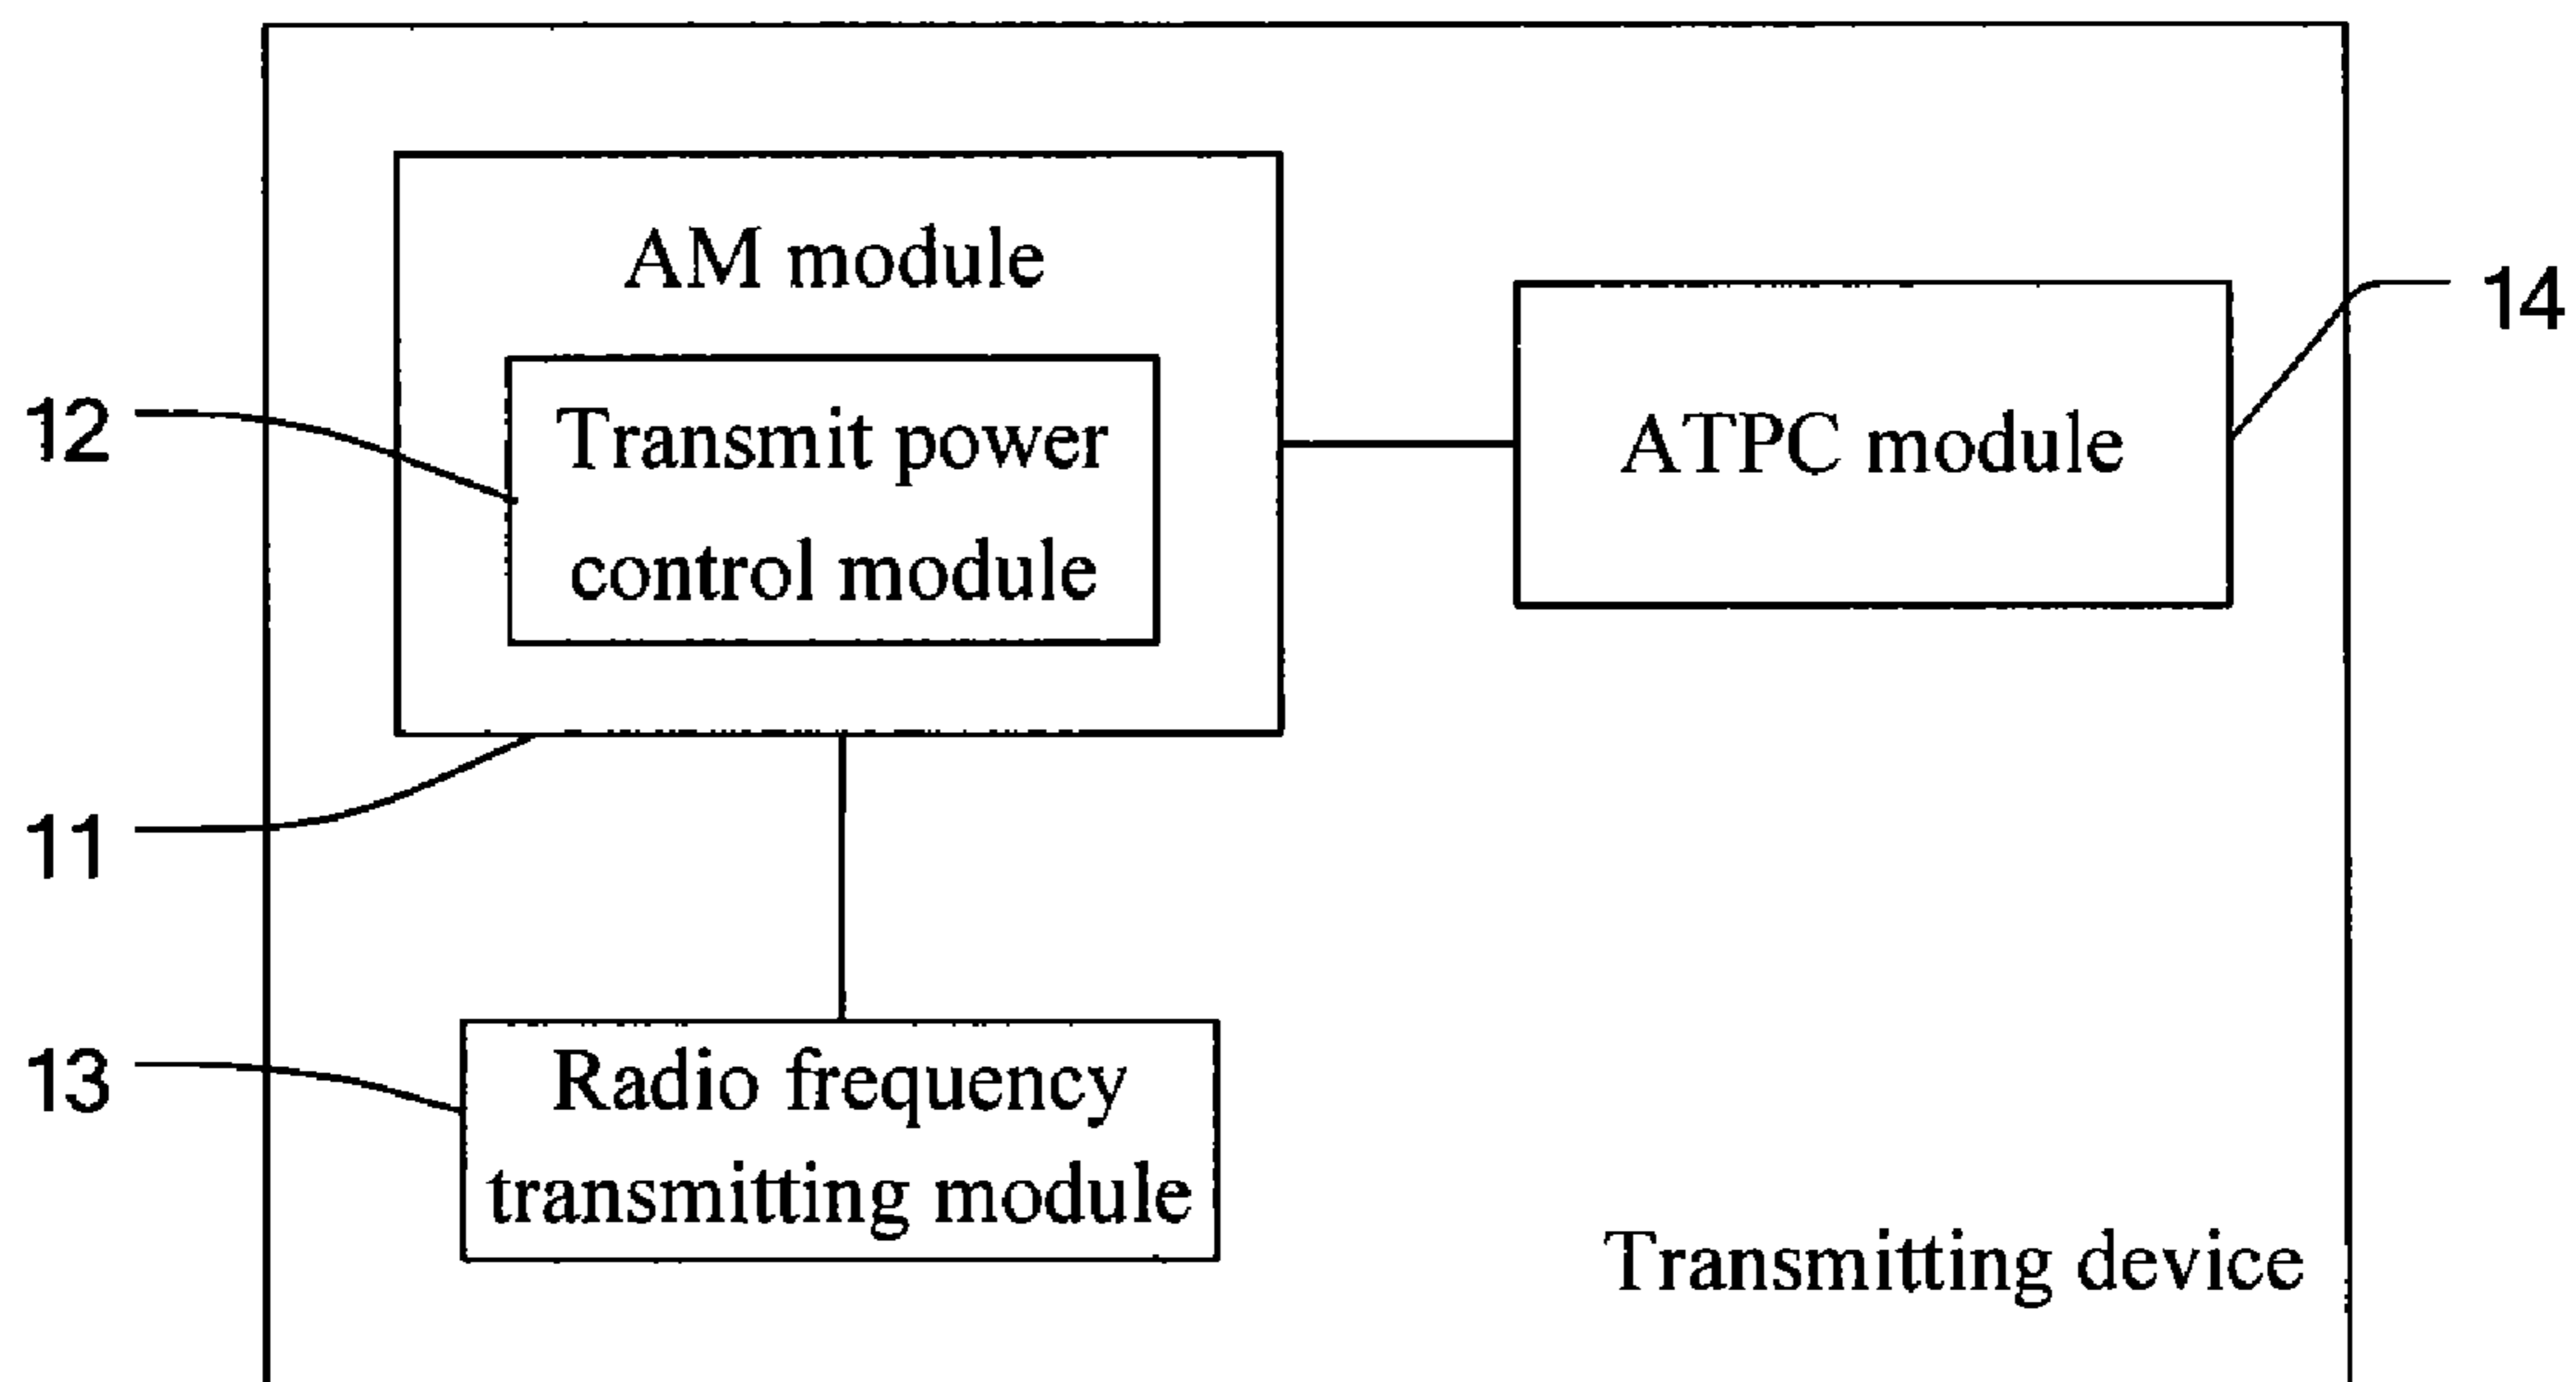 AM module
14
12
Transmit power
control module
ATPC module
11
13
Radio frequency
transmitting module
Transmitting device